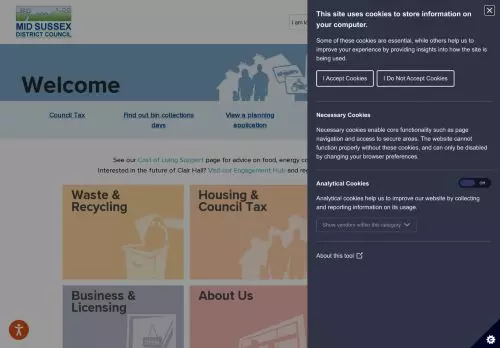 MID SUSSEX
DISTRICT COUNCIL
I am
Welcome
Council Tax
Find out bin collections
days
View a planning
application
See our Cost of Living Support page for advice on food, energy co
Interested in the future of Clair Hall? Visit our Engagement Hub and re
Waste &
Recycling
Housing &
Council Tax
Business &
Licensing
About Us
This site uses cookies to store information on
your computer.
Some of these cookies are essential, while others help us to
improve your experience by providing insights into how the site is
being used.
I Accept Cookies
I Do Not Accept Cookies
Necessary Cookies
Necessary cookies enable core functionality such as page
navigation and access to secure areas. The website cannot
function properly without these cookies, and can only be disabled
by changing your browser preferences.
Analytical Cookies
Off
Analytical cookies help us to improve our website by collecting
and reporting information on its usage.
Show vendors within this category
About this tool